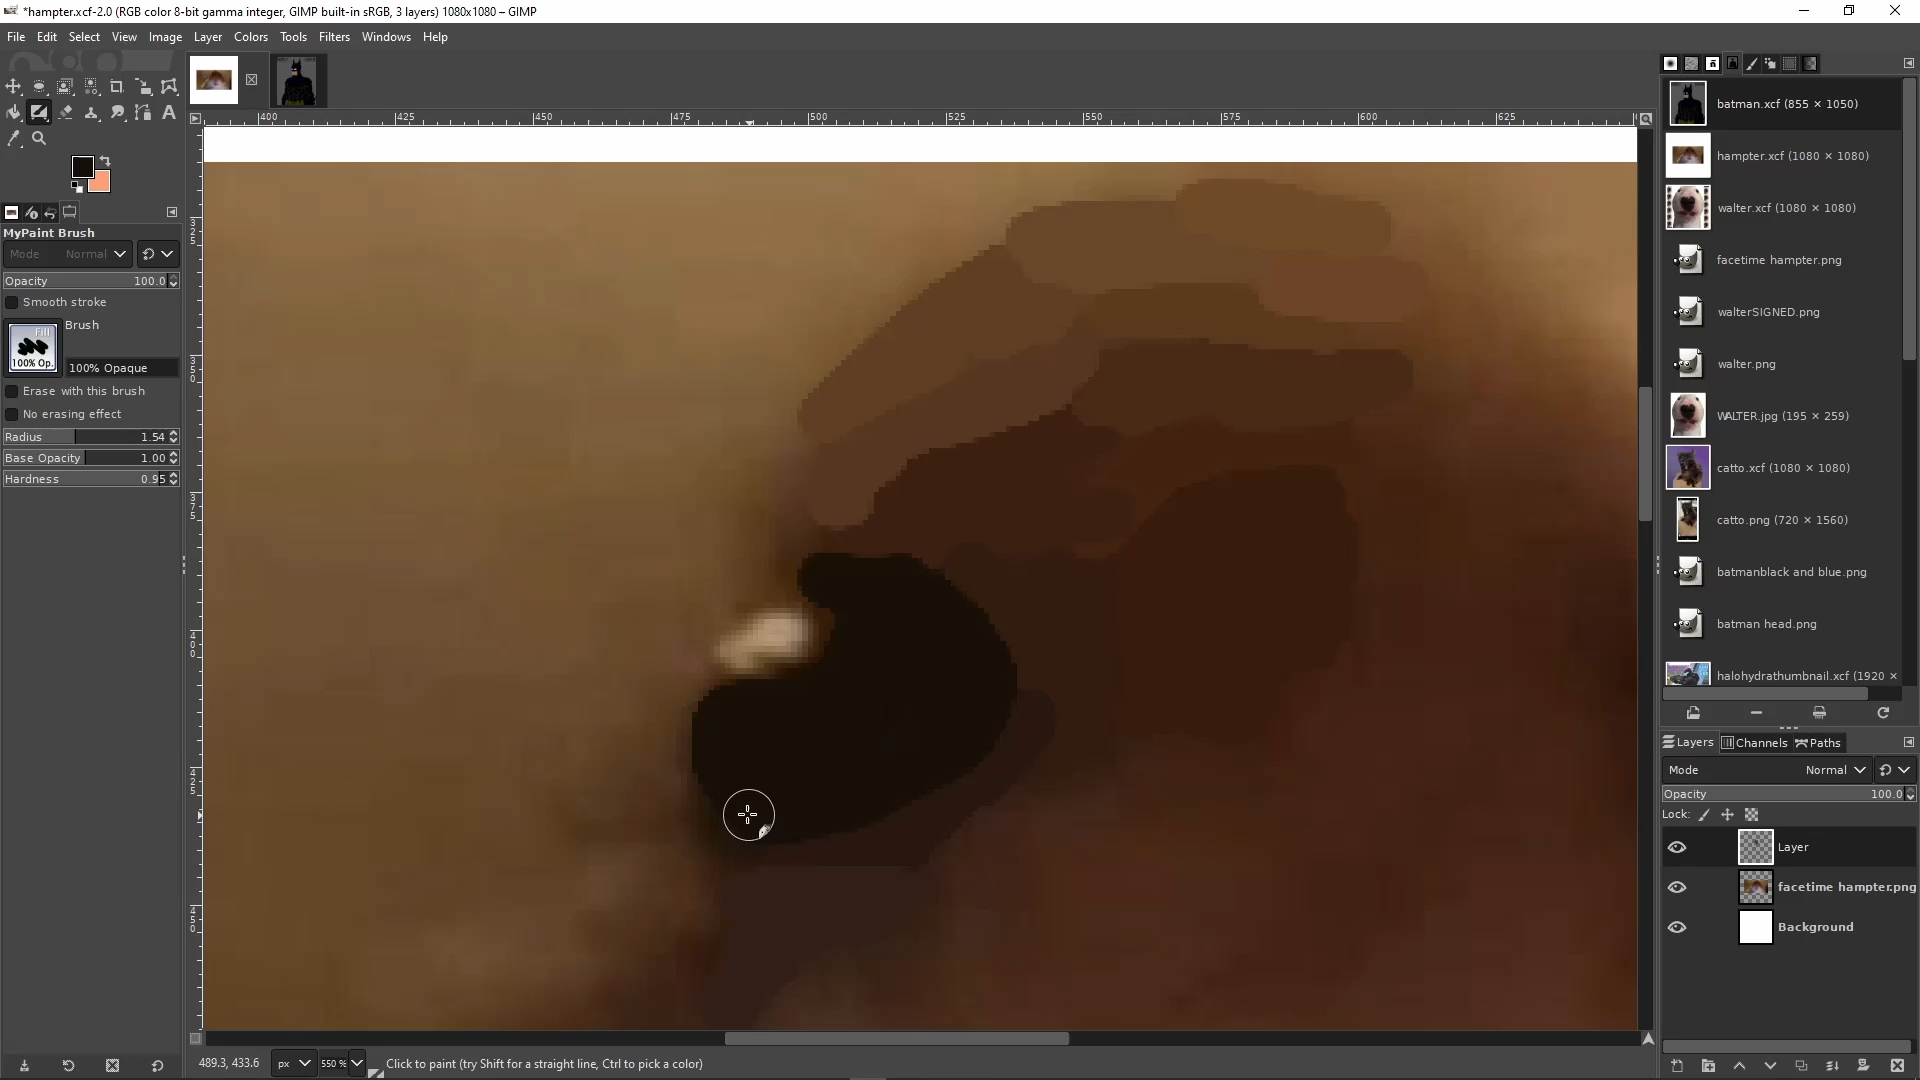 *hampter.xcf-2.0 (RGB color 8-bit gamma integer, GIMP built-in sRGB, 3 layers) 1080x1080 – GIMP
File Edit Select View Image Layer Colors Tools Filters Windows Help
400 425 450 475 500 525 550 575 600 625
MyPaint Brush
Mode Normal
Opacity 100.0
Smooth stroke
Brush
Fill
100% Op.
100% Opaque
Erase with this brush
No erasing effect
Radius 1.54
Base Opacity 1.00
Hardness 0.95
325
350
375
400
425
450
batman.xcf (855 × 1050)
hampter.xcf (1080 × 1080)
walter.xcf (1080 × 1080)
facetime hampter.png
walterSIGNED.png
walter.png
WALTER.jpg (195 × 259)
catto.xcf (1080 × 1080)
catto.png (720 × 1560)
batmanblack and blue.png
batman head.png
halohydrathumbnail.xcf (1920 ×
Layers Channels Paths
Mode Normal
Opacity 100.0
Lock:
Layer
facetime hampter.png
Background
489.3, 433.6 px 550 % Click to paint (try Shift for a straight line, Ctrl to pick a color)